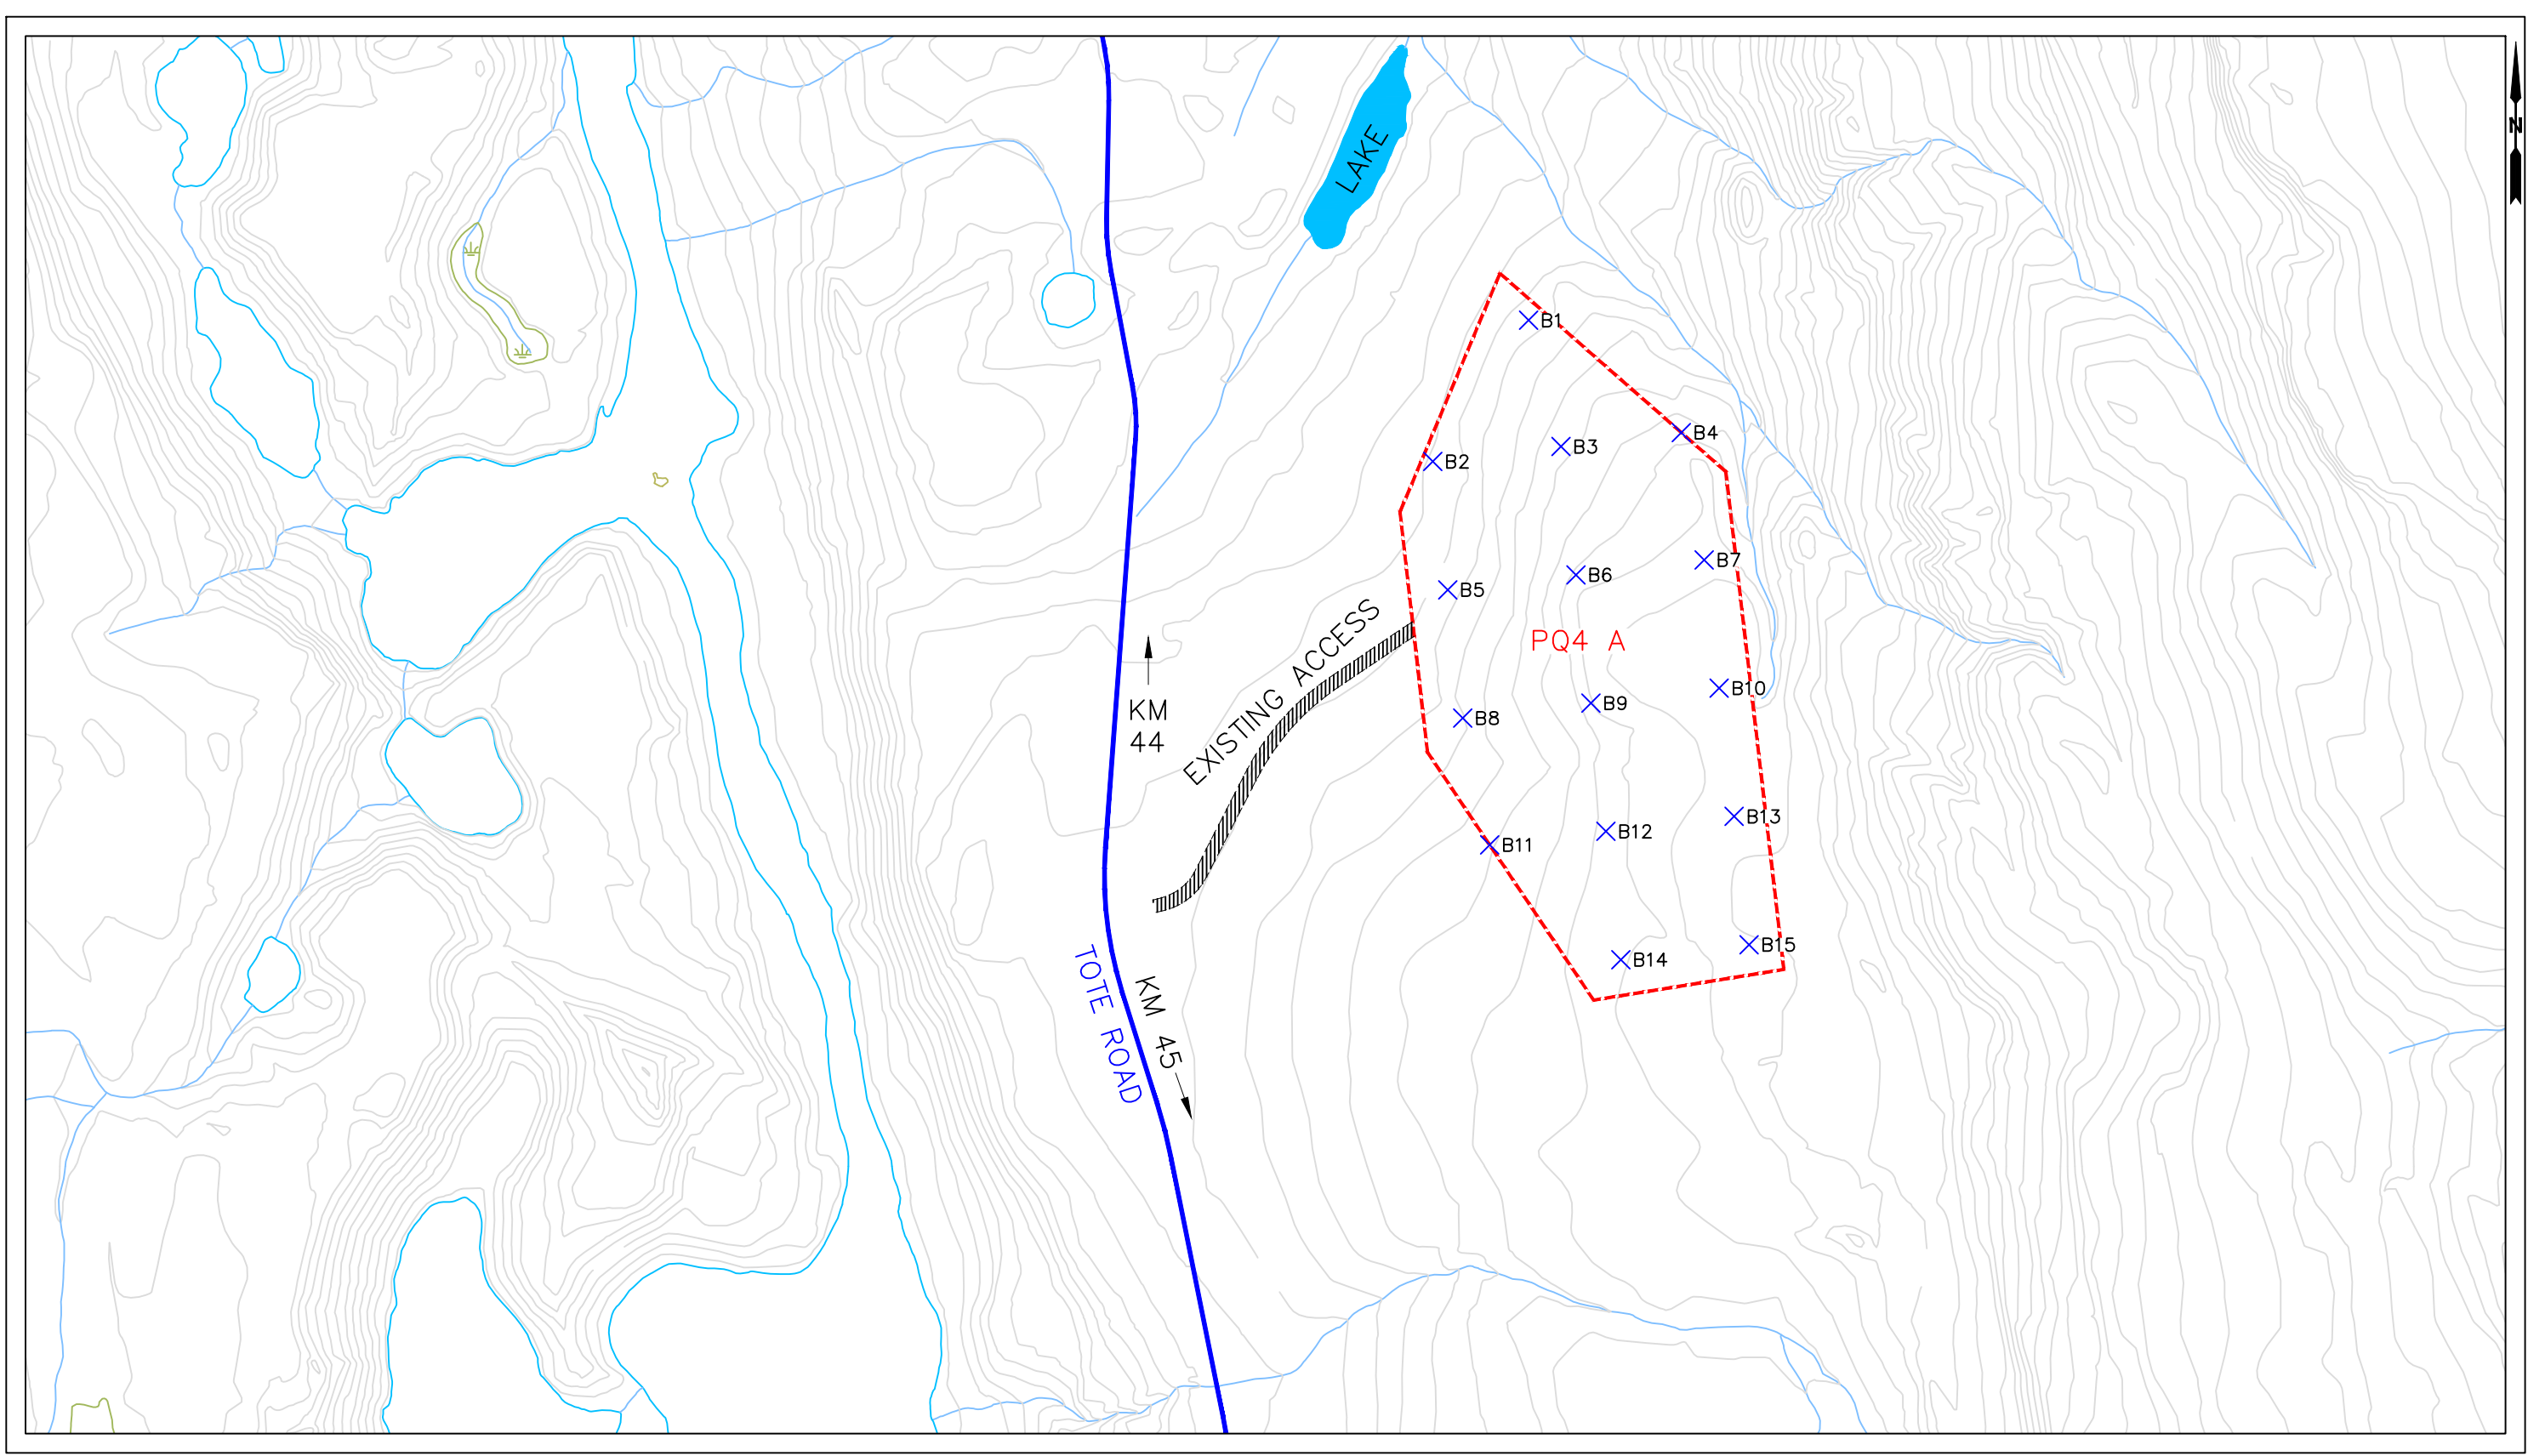 N
LAKE
B1
B4
B3
B2
B7
B6
B5
EXISTING ACCESS
PQ4 A
B10
B9
KM
44
B8
B13
B12
B11
B15
B14
TOTE ROAD
KM 45